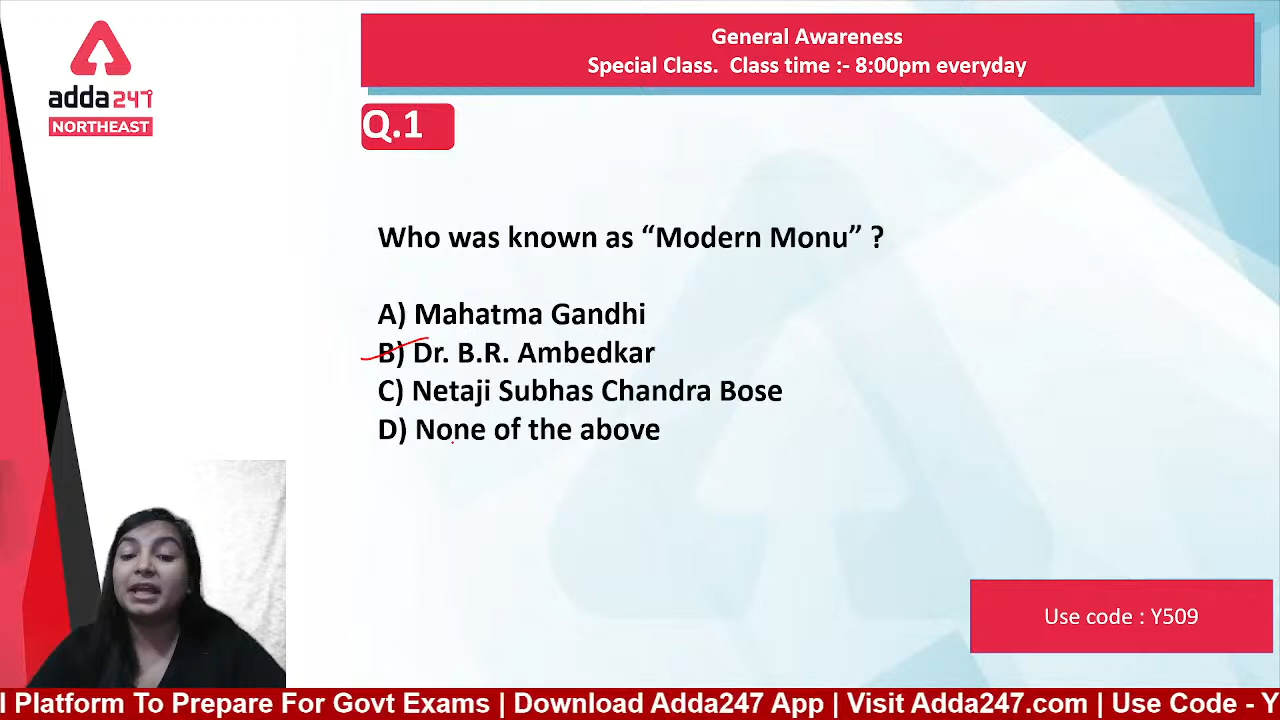 General Awareness
Special Class.  Class time :- 8:00pm everyday
adda247
NORTHEAST
Q.1
Who was known as “Modern Monu” ?
A) Mahatma Gandhi
B) Dr. B.R. Ambedkar
C) Netaji Subhas Chandra Bose
D) None of the above
Use code : Y509
l Platform To Prepare For Govt Exams | Download Adda247 App | Visit Adda247.com | Use Code - Y